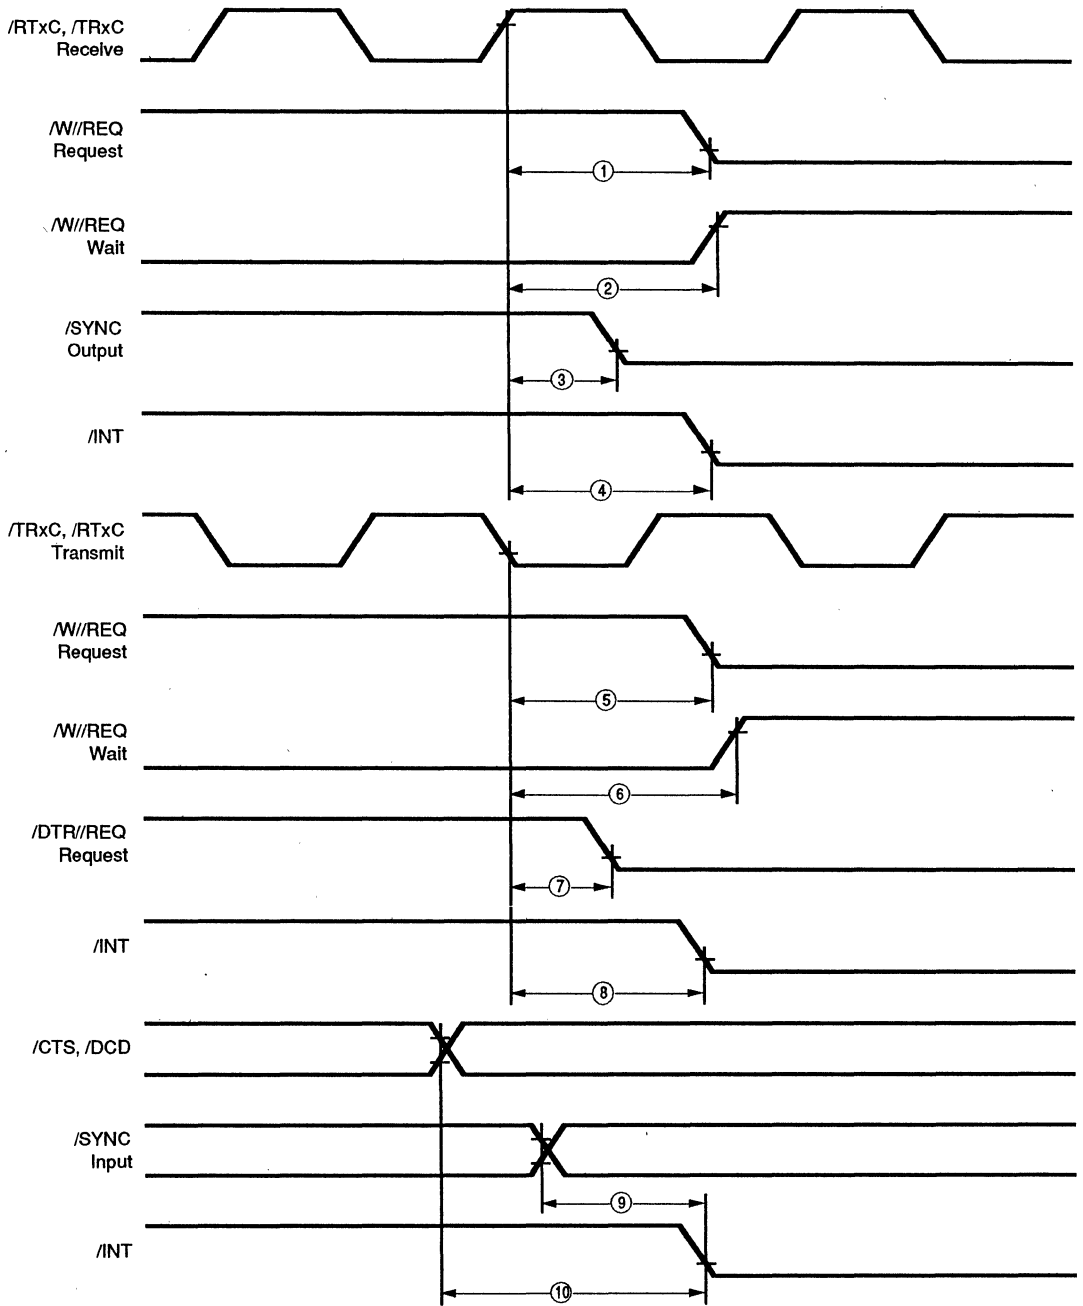 /RTxC, /TRxC
Receive
/W//REQ
Request
①
/W//REQ
Wait
②
/SYNC
Output
③
/INT
④
/TRxC, /RTxC
Transmit
/W//REQ
Request
⑤
/W//REQ
Wait
⑥
/DTR//REQ
Request
⑦
/INT
⑧
/CTS, /DCD
/SYNC
Input
⑨
/INT
⑩